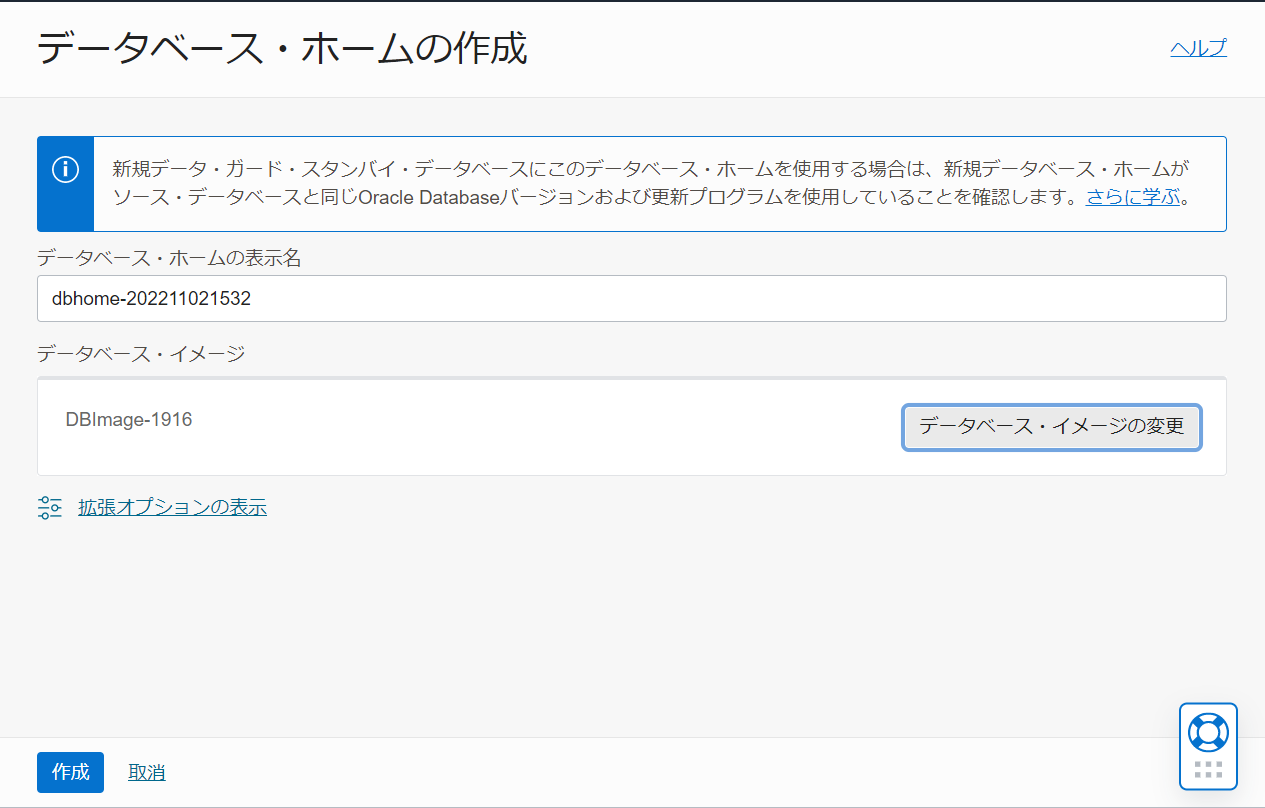 データベース・ホームの作成
ヘルプ
新規データ・ガード・スタンバイ・データベースにこのデータベース・ホームを使用する場合は、新規データベース・ホームが
ソース・データベースと同じOracle Databaseバージョンおよび更新プログラムを使用していることを確認します。さらに学ぶ。
データベース・ホームの表示名
dbhome-202211021532
データベース・イメージ
DBImage-1916
データベース・イメージの変更
拡張オプションの表示
作成
取消